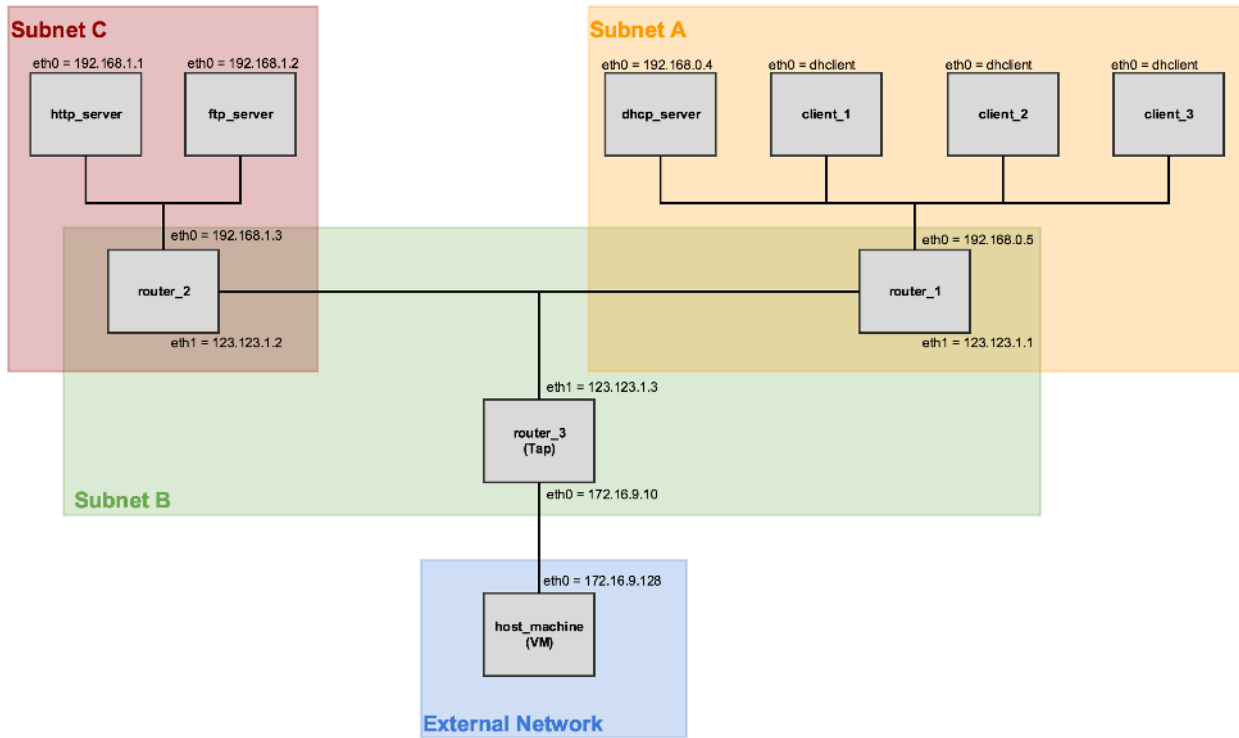 Subnet C
eth0 = 192.168.1.1
eth0 = 192.168.1.2
http_server
ftp_server
eth0 = 192.168.1.3
router_2
eth1 = 123.123.1.2
Subnet A
eth0 = 192.168.0.4
eth0 = dhclient
eth0 = dhclient
eth0 = dhclient
dhcp_server
client_1
client_2
client_3
eth0 = 192.168.0.5
router_1
eth1 = 123.123.1.1
eth1 = 123.123.1.3
router_3
(Tap)
eth0 = 172.16.9.10
Subnet B
eth0 = 172.16.9.128
host_machine
(VM)
External Network